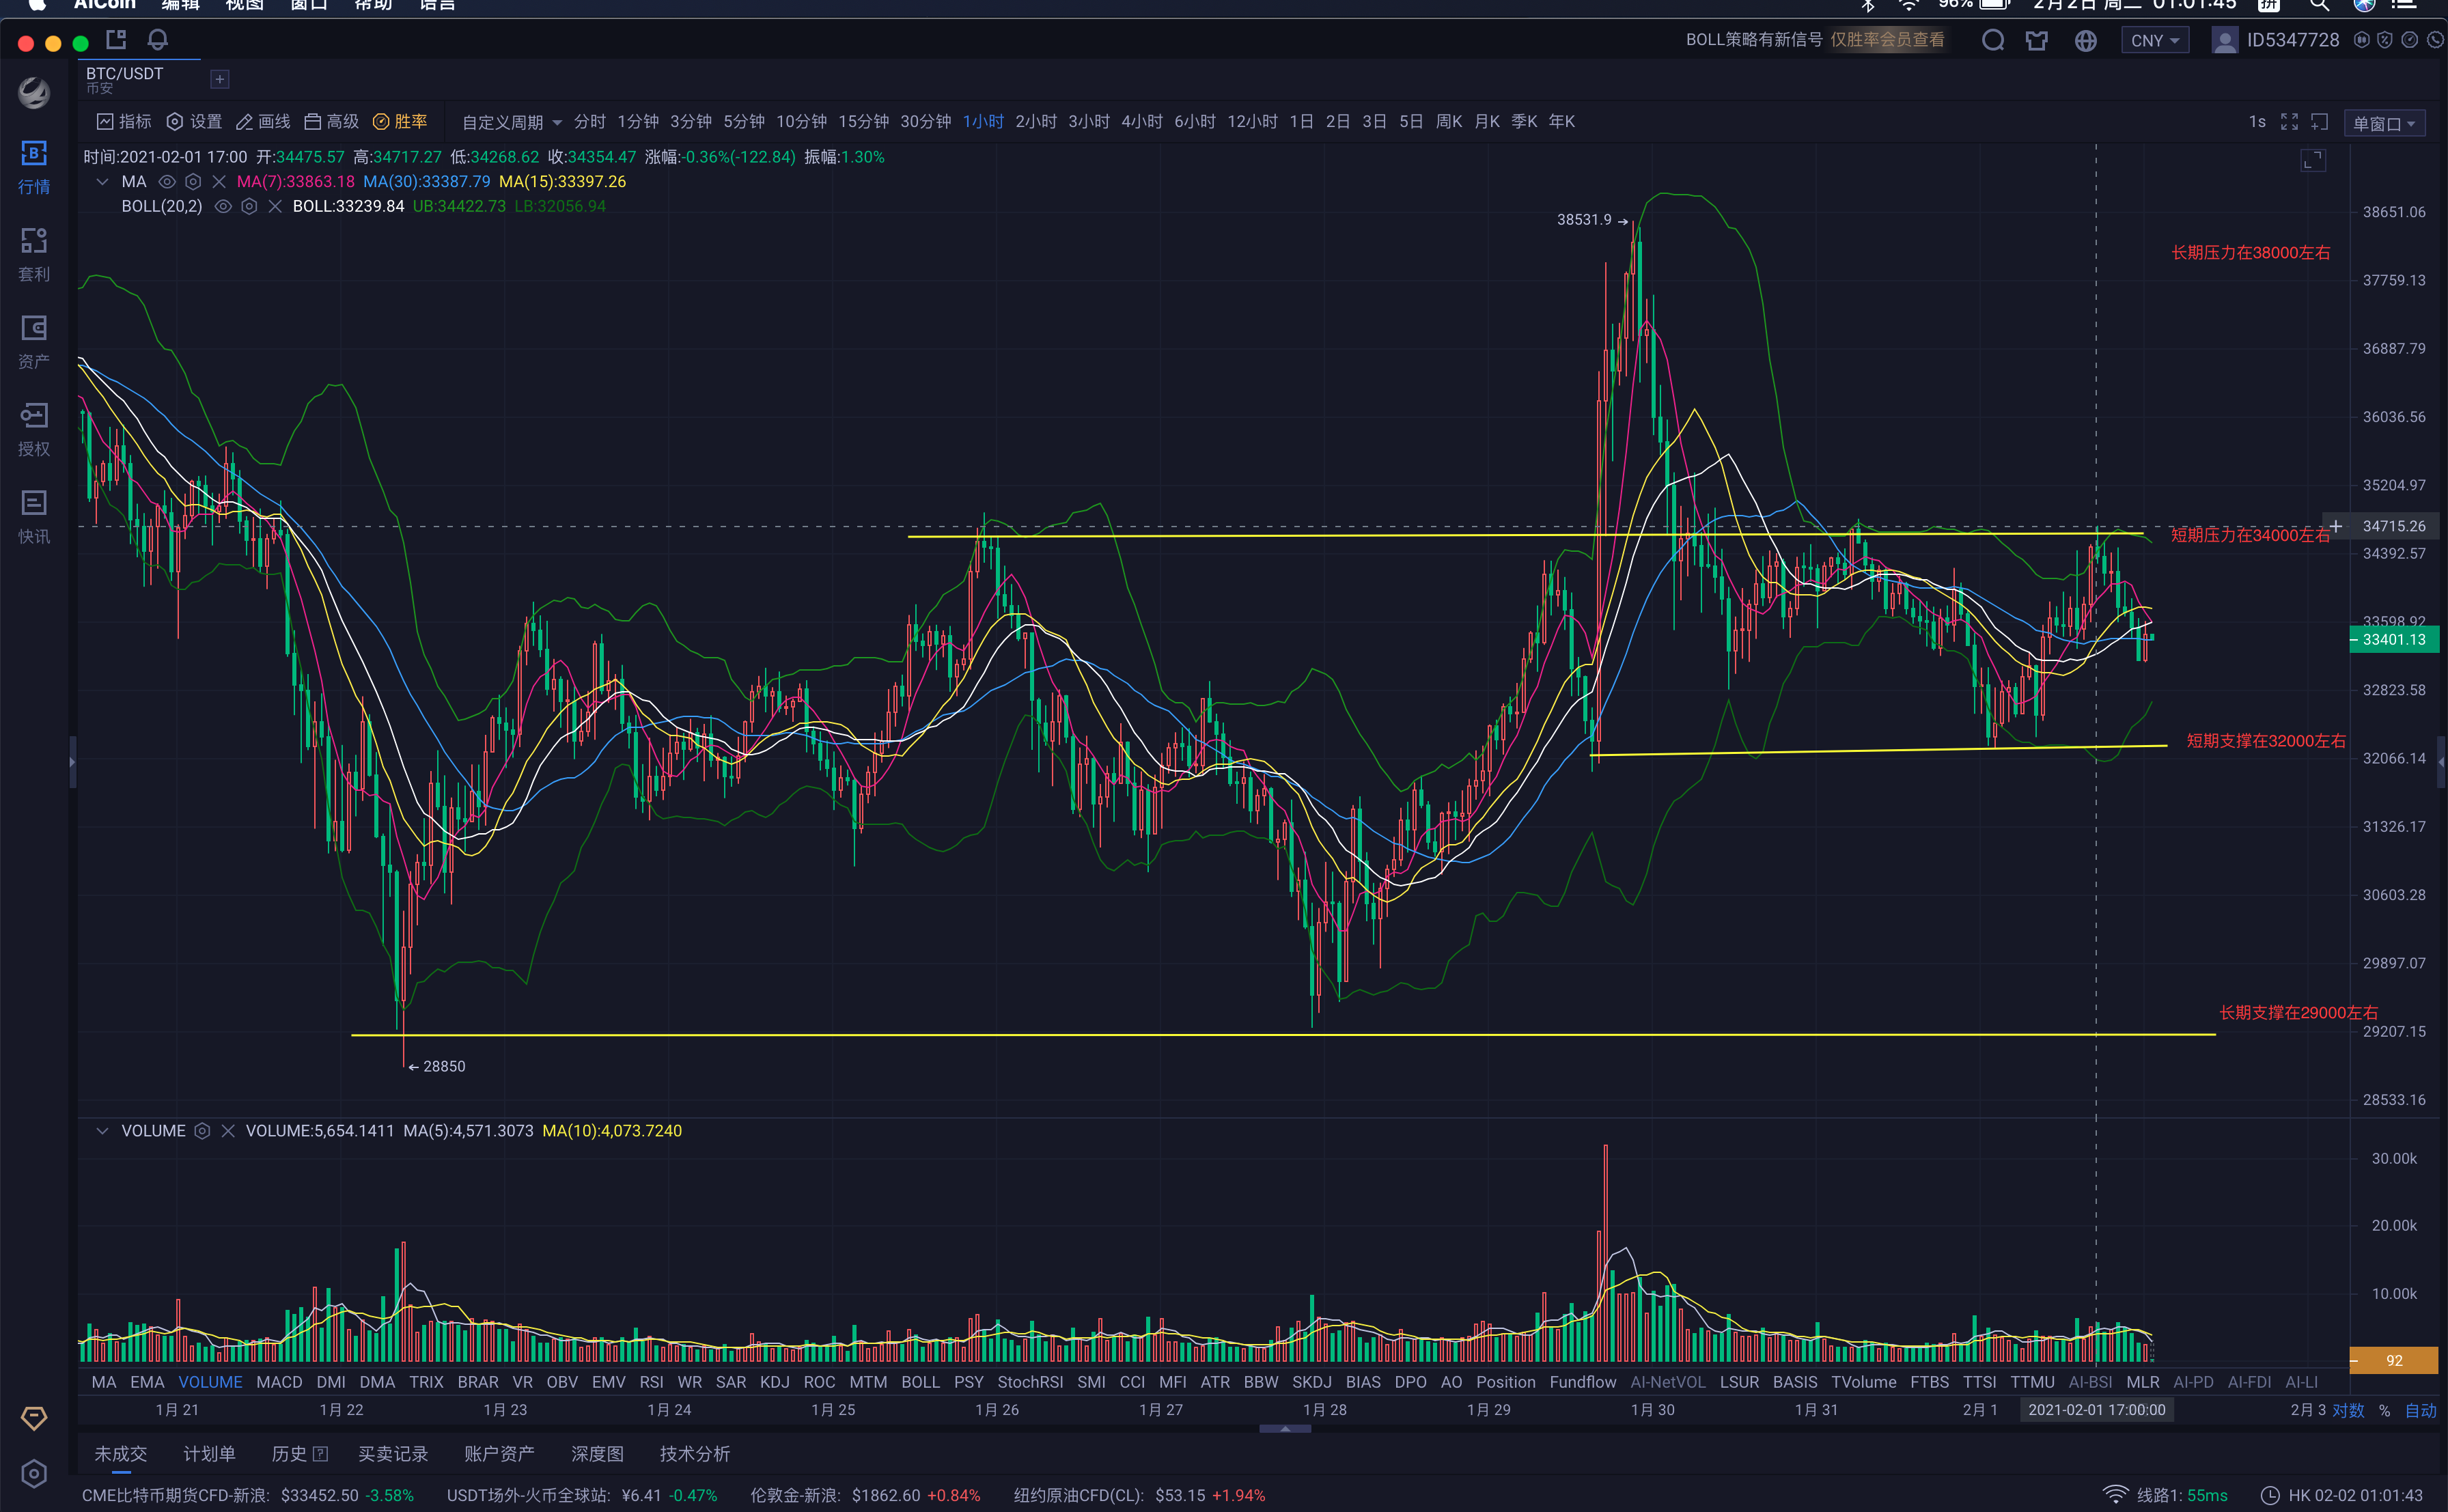 AICoin 编辑 视图 窗口 帮助 语言 96% 2月2日 周二 01:01:45 拼
BOLL策略有新信号 仅胜率会员查看 CNY ID5347728
BTC/USDT
币安
指标 设置 画线 高级 胜率 自定义周期 分时 1分钟 3分钟 5分钟 10分钟 15分钟 30分钟 1小时 2小时 3小时 4小时 6小时 12小时 1日 2日 3日 5日 周K 月K 季K 年K 1s 单窗口
时间:2021-02-01 17:00 开:34475.57 高:34717.27 低:34268.62 收:34354.47 涨幅:-0.36%(-122.84) 振幅:1.30%
MA MA(7):33863.18 MA(30):33387.79 MA(15):33397.26
BOLL(20,2) BOLL:33239.84 UB:34422.73 LB:32056.94
行情
套利
资产
授权
快讯
38531.9
28850
长期压力在38000左右
短期压力在34000左右
短期支撑在32000左右
长期支撑在29000左右
38651.06
37759.13
36887.79
36036.56
35204.97
34715.26
34392.57
33598.92
33401.13
32823.58
32066.14
31326.17
30603.28
29897.07
29207.15
28533.16
VOLUME VOLUME:5,654.1411 MA(5):4,571.3073 MA(10):4,073.7240
30.00k
20.00k
10.00k
92
MA EMA VOLUME MACD DMI DMA TRIX BRAR VR OBV EMV RSI WR SAR KDJ ROC MTM BOLL PSY StochRSI SMI CCI MFI ATR BBW SKDJ BIAS DPO AO Position Fundflow AI-NetVOL LSUR BASIS TVolume FTBS TTSI TTMU AI-BSI MLR AI-PD AI-FDI AI-LI
1月 21 1月 22 1月 23 1月 24 1月 25 1月 26 1月 27 1月 28 1月 29 1月 30 1月 31 2月 1 2021-02-01 17:00:00 2月 3 对数 % 自动
未成交 计划单 历史 ? 买卖记录 账户资产 深度图 技术分析
CME比特币期货CFD-新浪: $33452.50 -3.58% USDT场外-火币全球站: ¥6.41 -0.47% 伦敦金-新浪: $1862.60 +0.84% 纽约原油CFD(CL): $53.15 +1.94% 线路1: 55ms HK 02-02 01:01:43